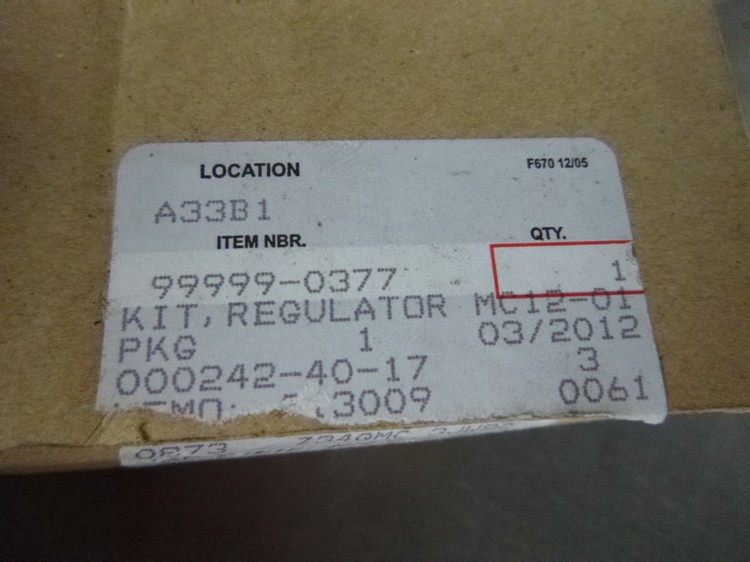 LOCATION F670 12/05
A33B1
ITEM NBR. QTY.
99999-0377 1
KIT, REGULATOR MC12-01
PKG 1 03/2012
000242-40-17 3
0061